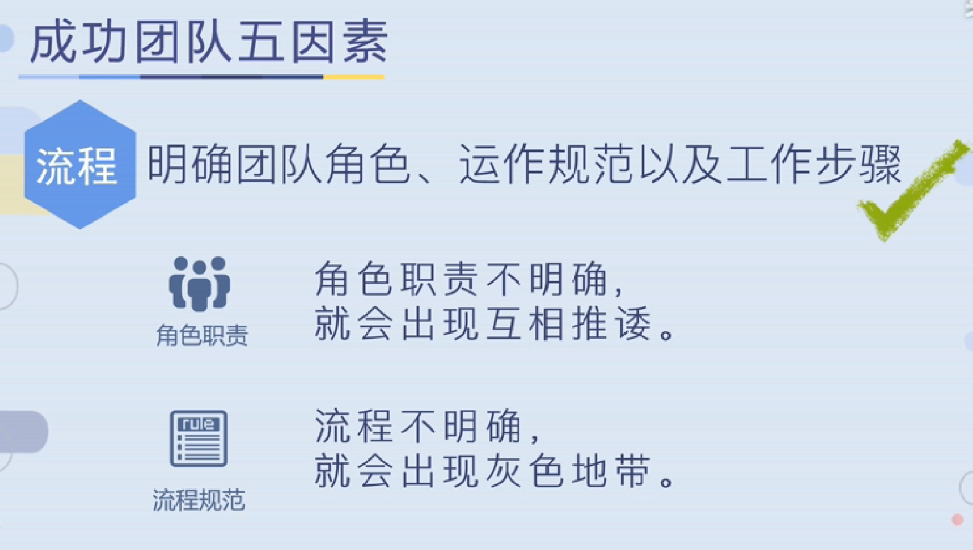 成功团队五因素
流程
明确团队角色、运作规范以及工作步骤
角色职责
角色职责不明确，
就会出现互相推诿。
rule
流程规范
流程不明确，
就会出现灰色地带。